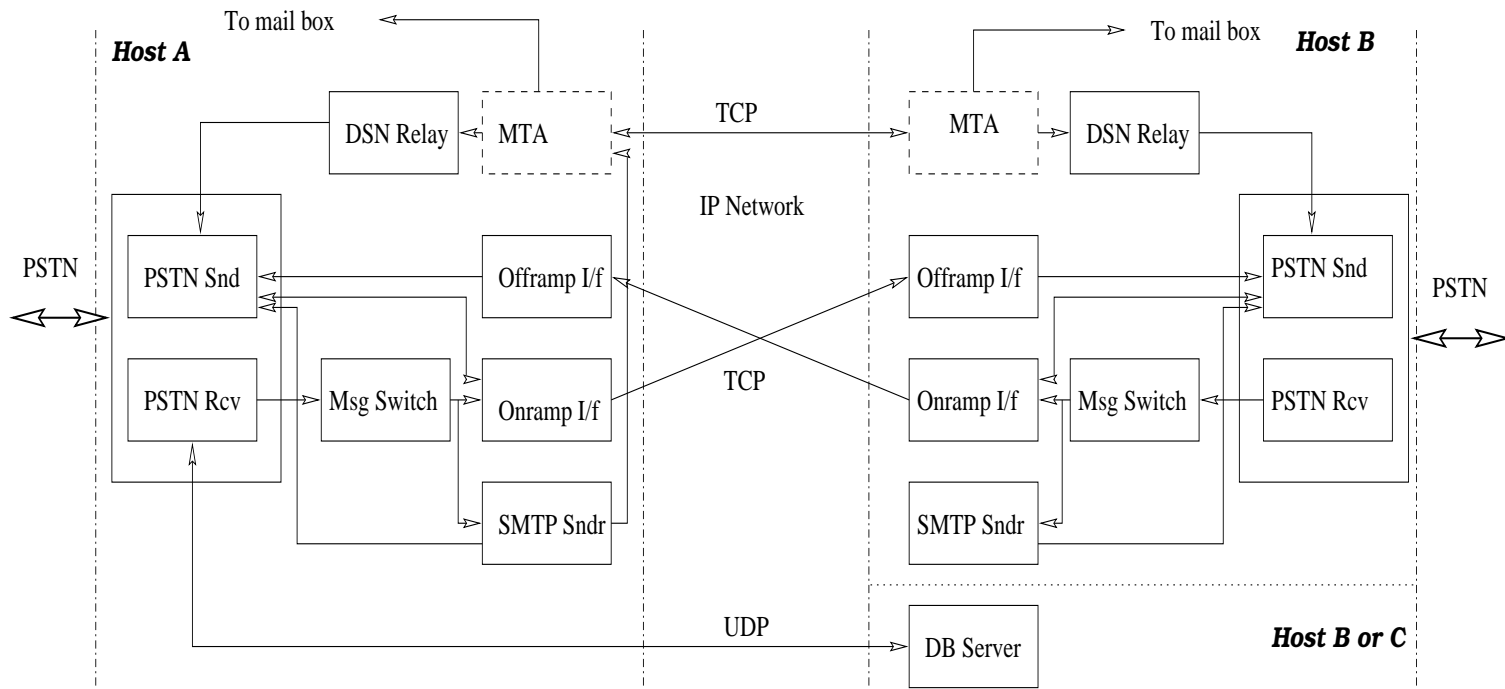 To mail box
To mail box
Host A
Host B
TCP
DSN Relay
MTA
MTA
DSN Relay
IP Network
PSTN
PSTN Snd
Offramp I/f
Offramp I/f
PSTN Snd
PSTN
TCP
PSTN Rcv
Msg Switch
Onramp I/f
Onramp I/f
Msg Switch
PSTN Rcv
SMTP Sndr
SMTP Sndr
UDP
DB Server
Host B or C